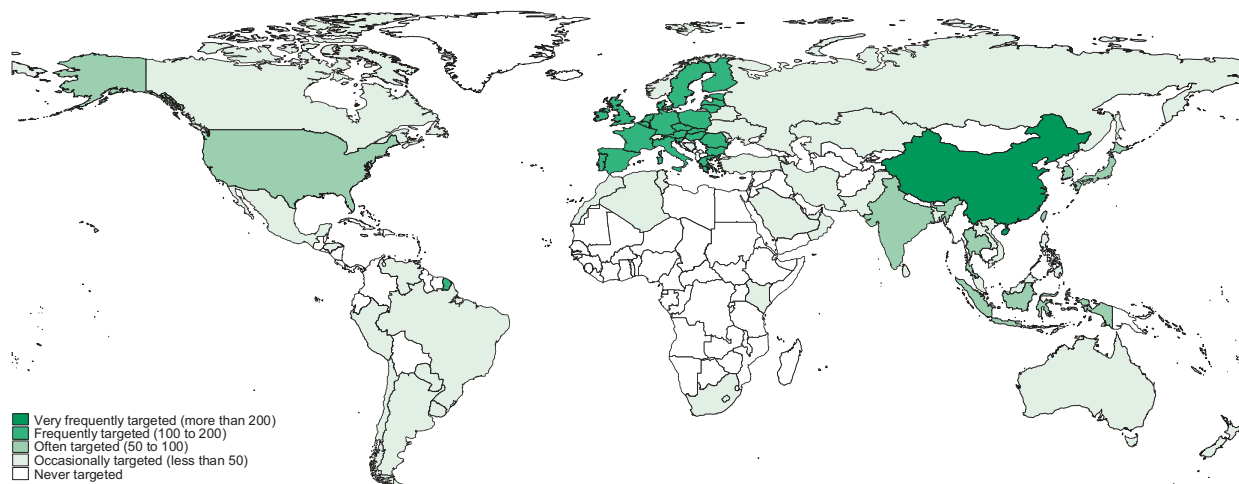 Very frequently targeted (more than 200)
Frequently targeted (100 to 200)
Often targeted (50 to 100)
Occasionally targeted (less than 50)
Never targeted